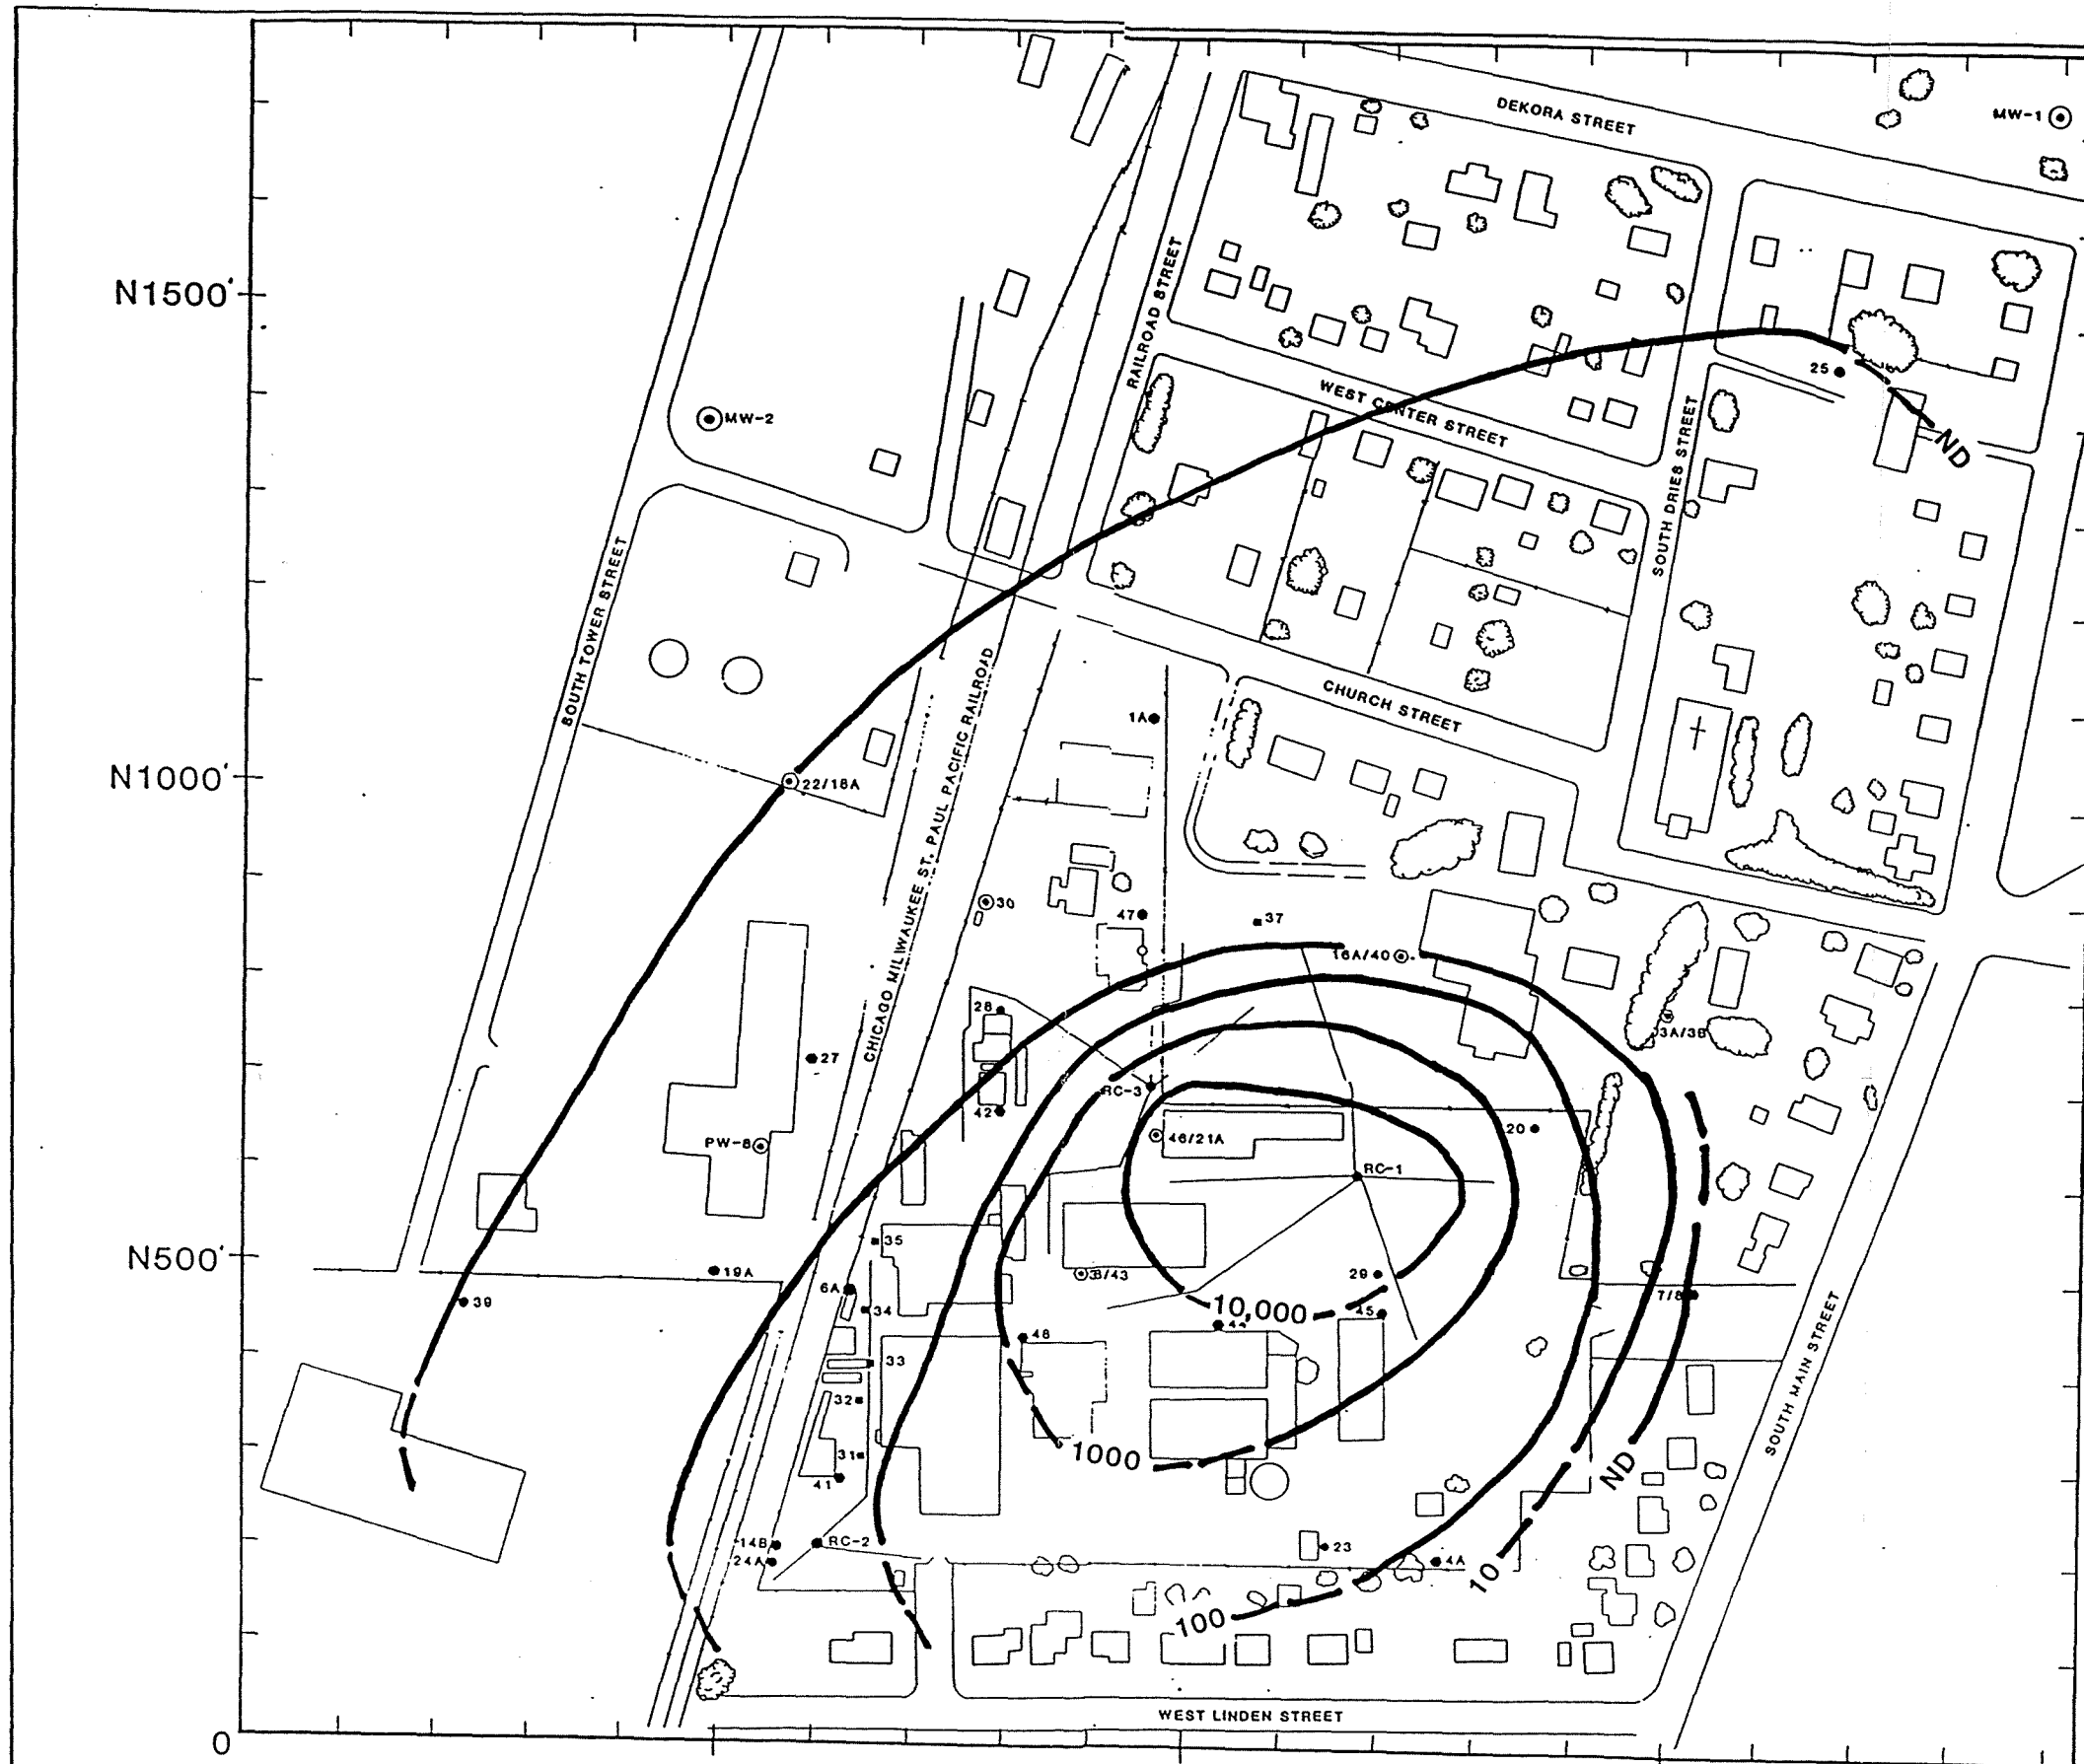 DEKORA STREET
MW-1
N1500'
RAILROAD STREET
WEST CENTER STREET
25
ND
MW-2
SOUTH DRIES STREET
SOUTH TOWER STREET
CHURCH STREET
1A
CHICAGO MILWAUKEE ST. PAUL PACIFIC RAILROAD
N1000'
22/18A
30
47
37
16A/40
28
3A/3B
27
RC-3
42
PW-8
46/21A
20
RC-1
35
N500'
19A
29
6A
39
34
10,000
45
7/8
44
48
33
SOUTH MAIN STREET
32
31
1000
41
ND
14B
RC-2
24A
23
4A
10
100
WEST LINDEN STREET
0